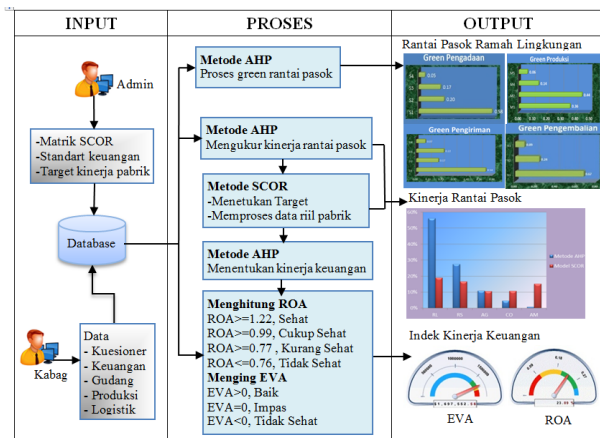 INPUT
PROSES
OUTPUT
Admin
-Matrik SCOR
-Standart keuangan
-Target kinerja pabrik
Database
Kabag
Data
- Kuesioner
- Keuangan
- Gudang
- Produksi
- Logistik
Metode AHP
Proses green rantai pasok
Metode AHP
Mengukur kinerja rantai pasok
Metode SCOR
-Menetukan Target
-Memproses data riil pabrik
Metode AHP
Menentukan kinerja keuangan
Menghitung ROA
ROA>=1.22, Sehat
ROA>=0.99, Cukup Sehat
ROA>=0.77 , Kurang Sehat
ROA<=0.76, Tidak Sehat
Menging EVA
EVA>0, Baik
EVA=0, Impas
EVA<0, Tidak Sehat
Rantai Pasok Ramah Lingkungan
Green Pengadaan
Green Produksi
Green Pengiriman
Green Pengembalian
Kinerja Rantai Pasok
Metode AHP
Model SCOR
Indek Kinerja Keuangan
EVA
ROA